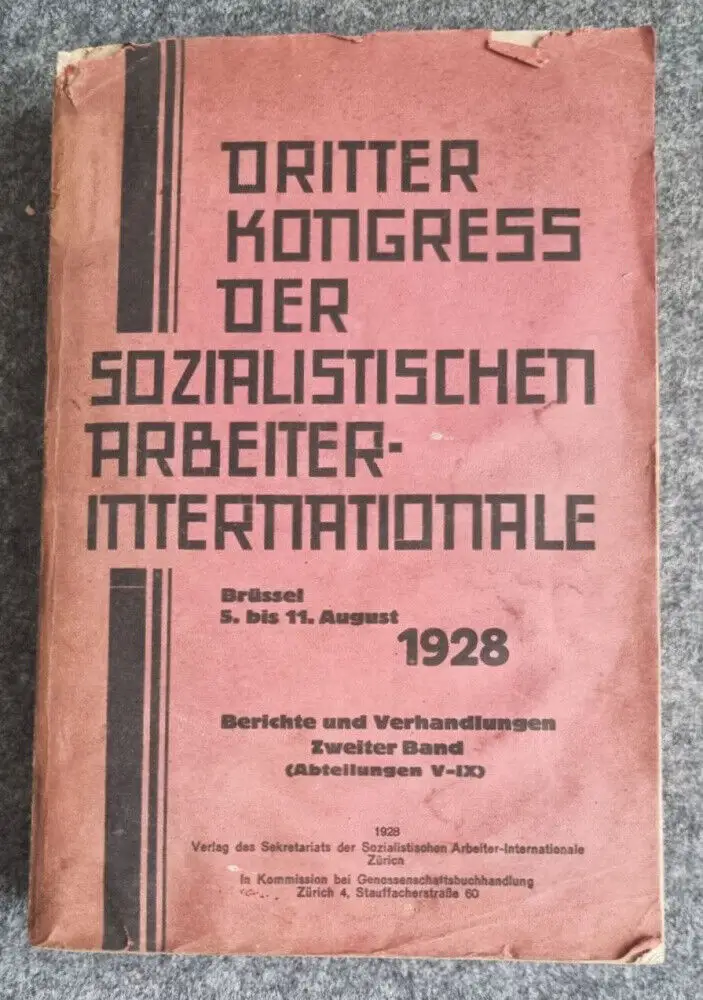 DRITTER
KONGRESS
DER
SOZIALISTISCHEN
ARBEITER-
INTERNATIONALE
Brüssel
5. bis 11. August
1928
Berichte und Verhandlungen
Zweiter Band
(Abteilungen V-IX)
1928
Verlag des Sekretariats der Sozialistischen Arbeiter-Internationale
Zürich
In Kommission bei Genossenschaftsbuchhandlung
Zürich 4, Stauffacherstraße 60